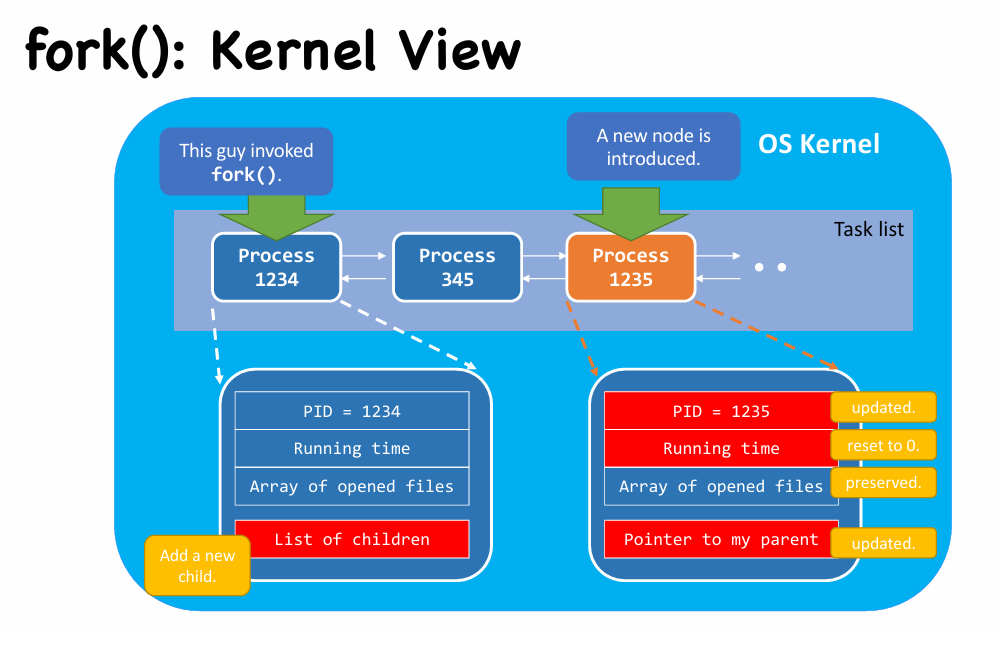 fork(): Kernel View
This guy invoked
fork().
A new node is
introduced.
OS Kernel
Task list
Process
1234
Process
345
Process
1235
PID = 1234
Running time
Array of opened files
List of children
Add a new
child.
PID = 1235
updated.
Running time
reset to 0.
Array of opened files
preserved.
Pointer to my parent
updated.